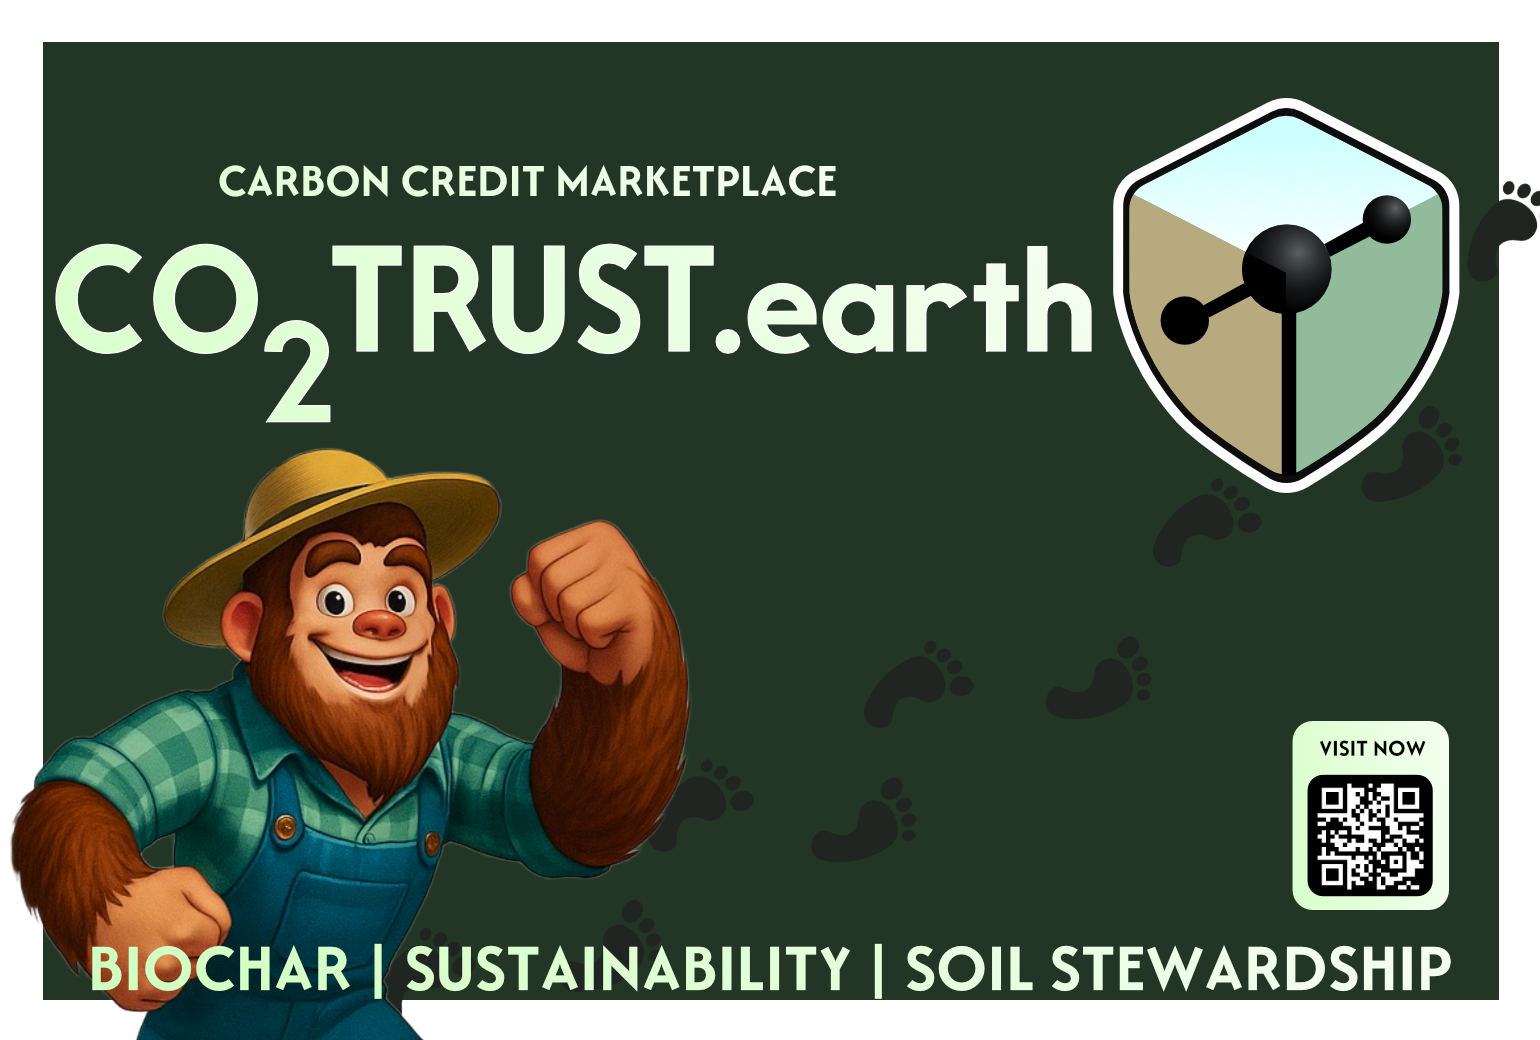 CARBON CREDIT MARKETPLACE
CO₂TRUST.earth
VISIT NOW
BIOCHAR | SUSTAINABILITY | SOIL STEWARDSHIP